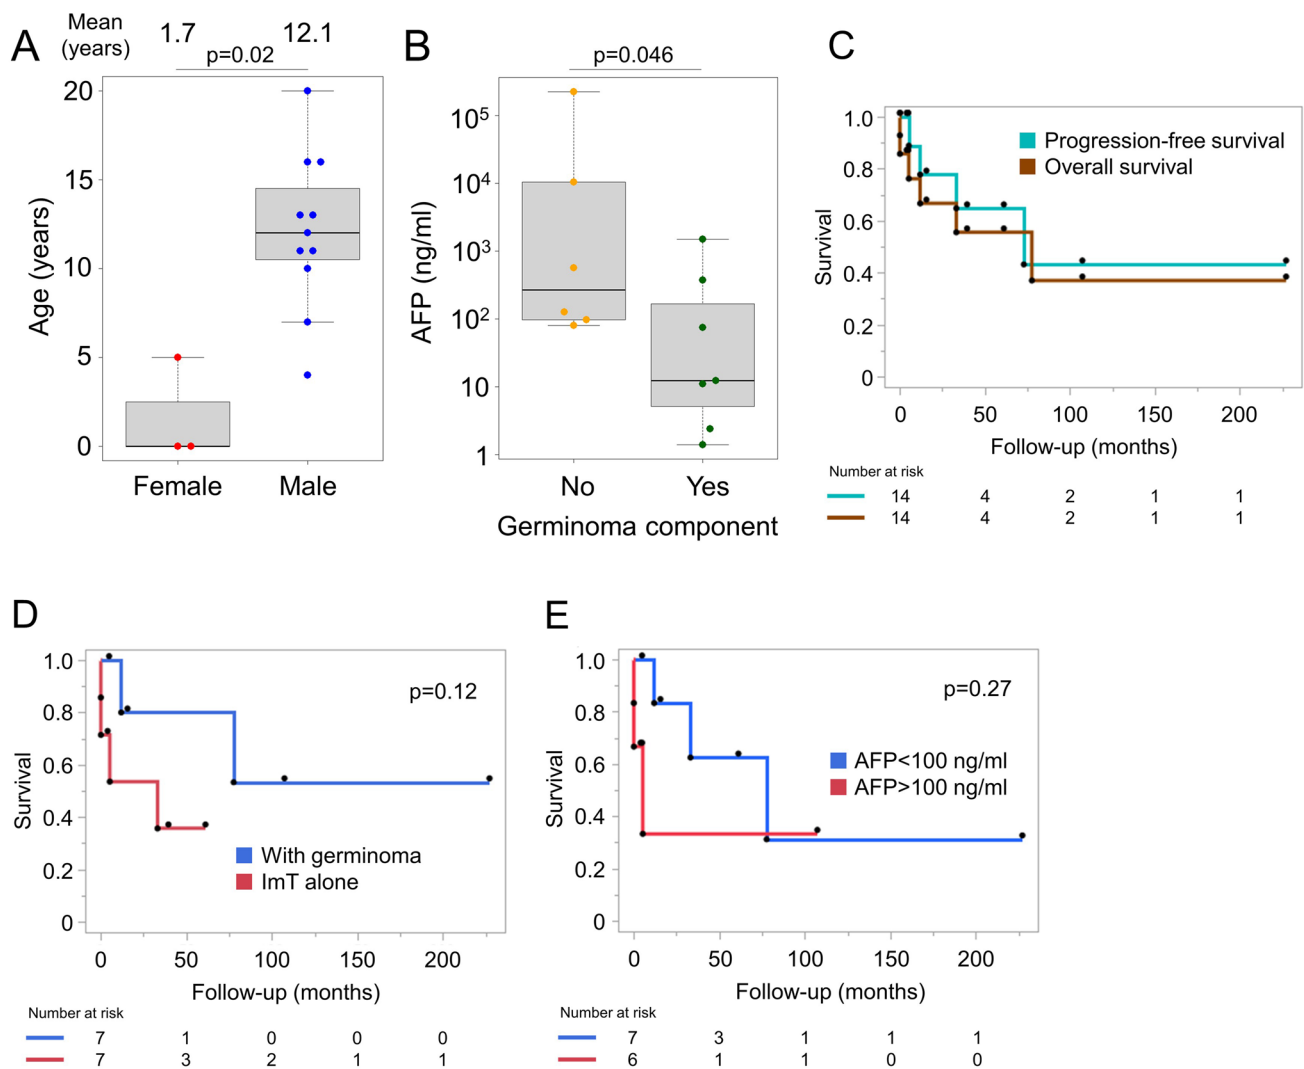 A
Mean
(years)
1.7
12.1
p=0.02
20
15
10
5
0
Age (years)
Female
Male
B
p=0.046
10⁵
10⁴
10³
10²
10
1
AFP (ng/ml)
No
Yes
Germinoma component
C
1.0
0.8
0.6
0.4
0.2
0
Survival
Progression-free survival
Overall survival
0 50 100 150 200
Follow-up (months)
Number at risk
14 4 2 1 1
14 4 2 1 1
D
1.0
0.8
0.6
0.4
0.2
0
Survival
p=0.12
With germinoma
ImT alone
0 50 100 150 200
Follow-up (months)
Number at risk
7 1 0 0 0
7 3 2 1 1
E
1.0
0.8
0.6
0.4
0.2
0
Survival
p=0.27
AFP<100 ng/ml
AFP>100 ng/ml
0 50 100 150 200
Follow-up (months)
Number at risk
7 3 1 1 1
6 1 1 0 0